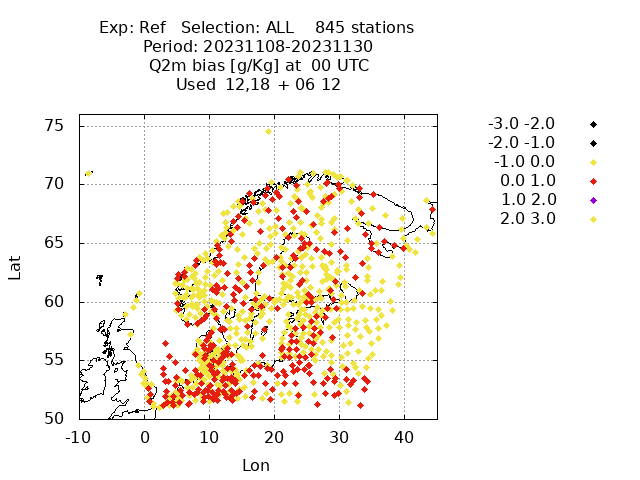 Exp: Ref   Selection: ALL    845 stations
Period: 20231108-20231130
Q2m bias [g/Kg] at  00 UTC
Used  12,18 + 06 12
-3.0 -2.0
-2.0 -1.0
-1.0 0.0
0.0 1.0
1.0 2.0
2.0 3.0
75
70
65
60
55
50
Lat
-10 0 10 20 30 40
Lon